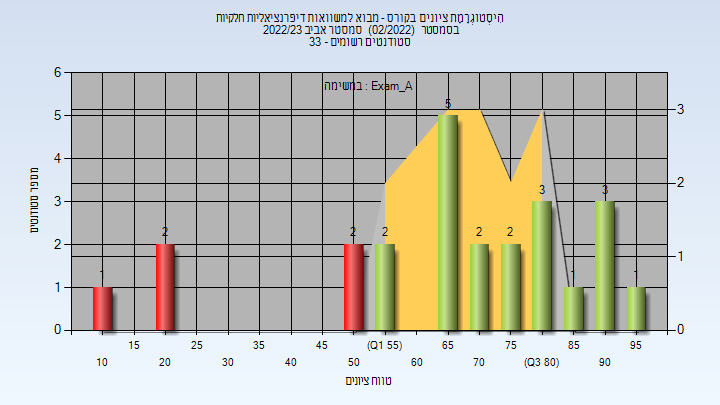 הִיסטוגְרָמַת ציונים בקורס - מבוא למשוואות דיפרנציאליות חלקיות
בסמסטר (02/2022) סמסטר אביב 2022/23
סטודנטים רשומים - 33
במשימה : Exam_A
מספר סטודנטים
6
5
4
3
2
1
0
3
2
1
0
1
2
2
2
5
2
2
3
1
3
1
15 25 35 45 (Q1 55) 65 75 85 95
10 20 30 40 50 60 70 (Q3 80) 90
טווח ציונים